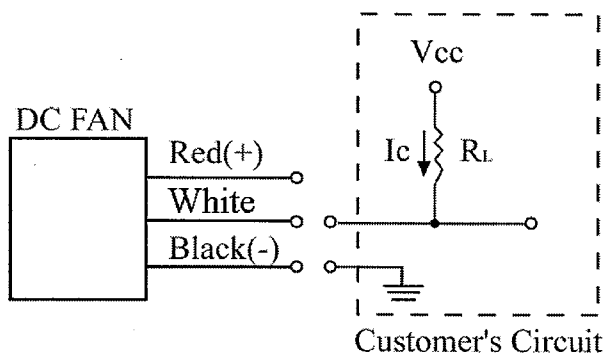 Vcc
DC FAN
Red(+)
Ic
RL
White
Black(-)
Customer's Circuit